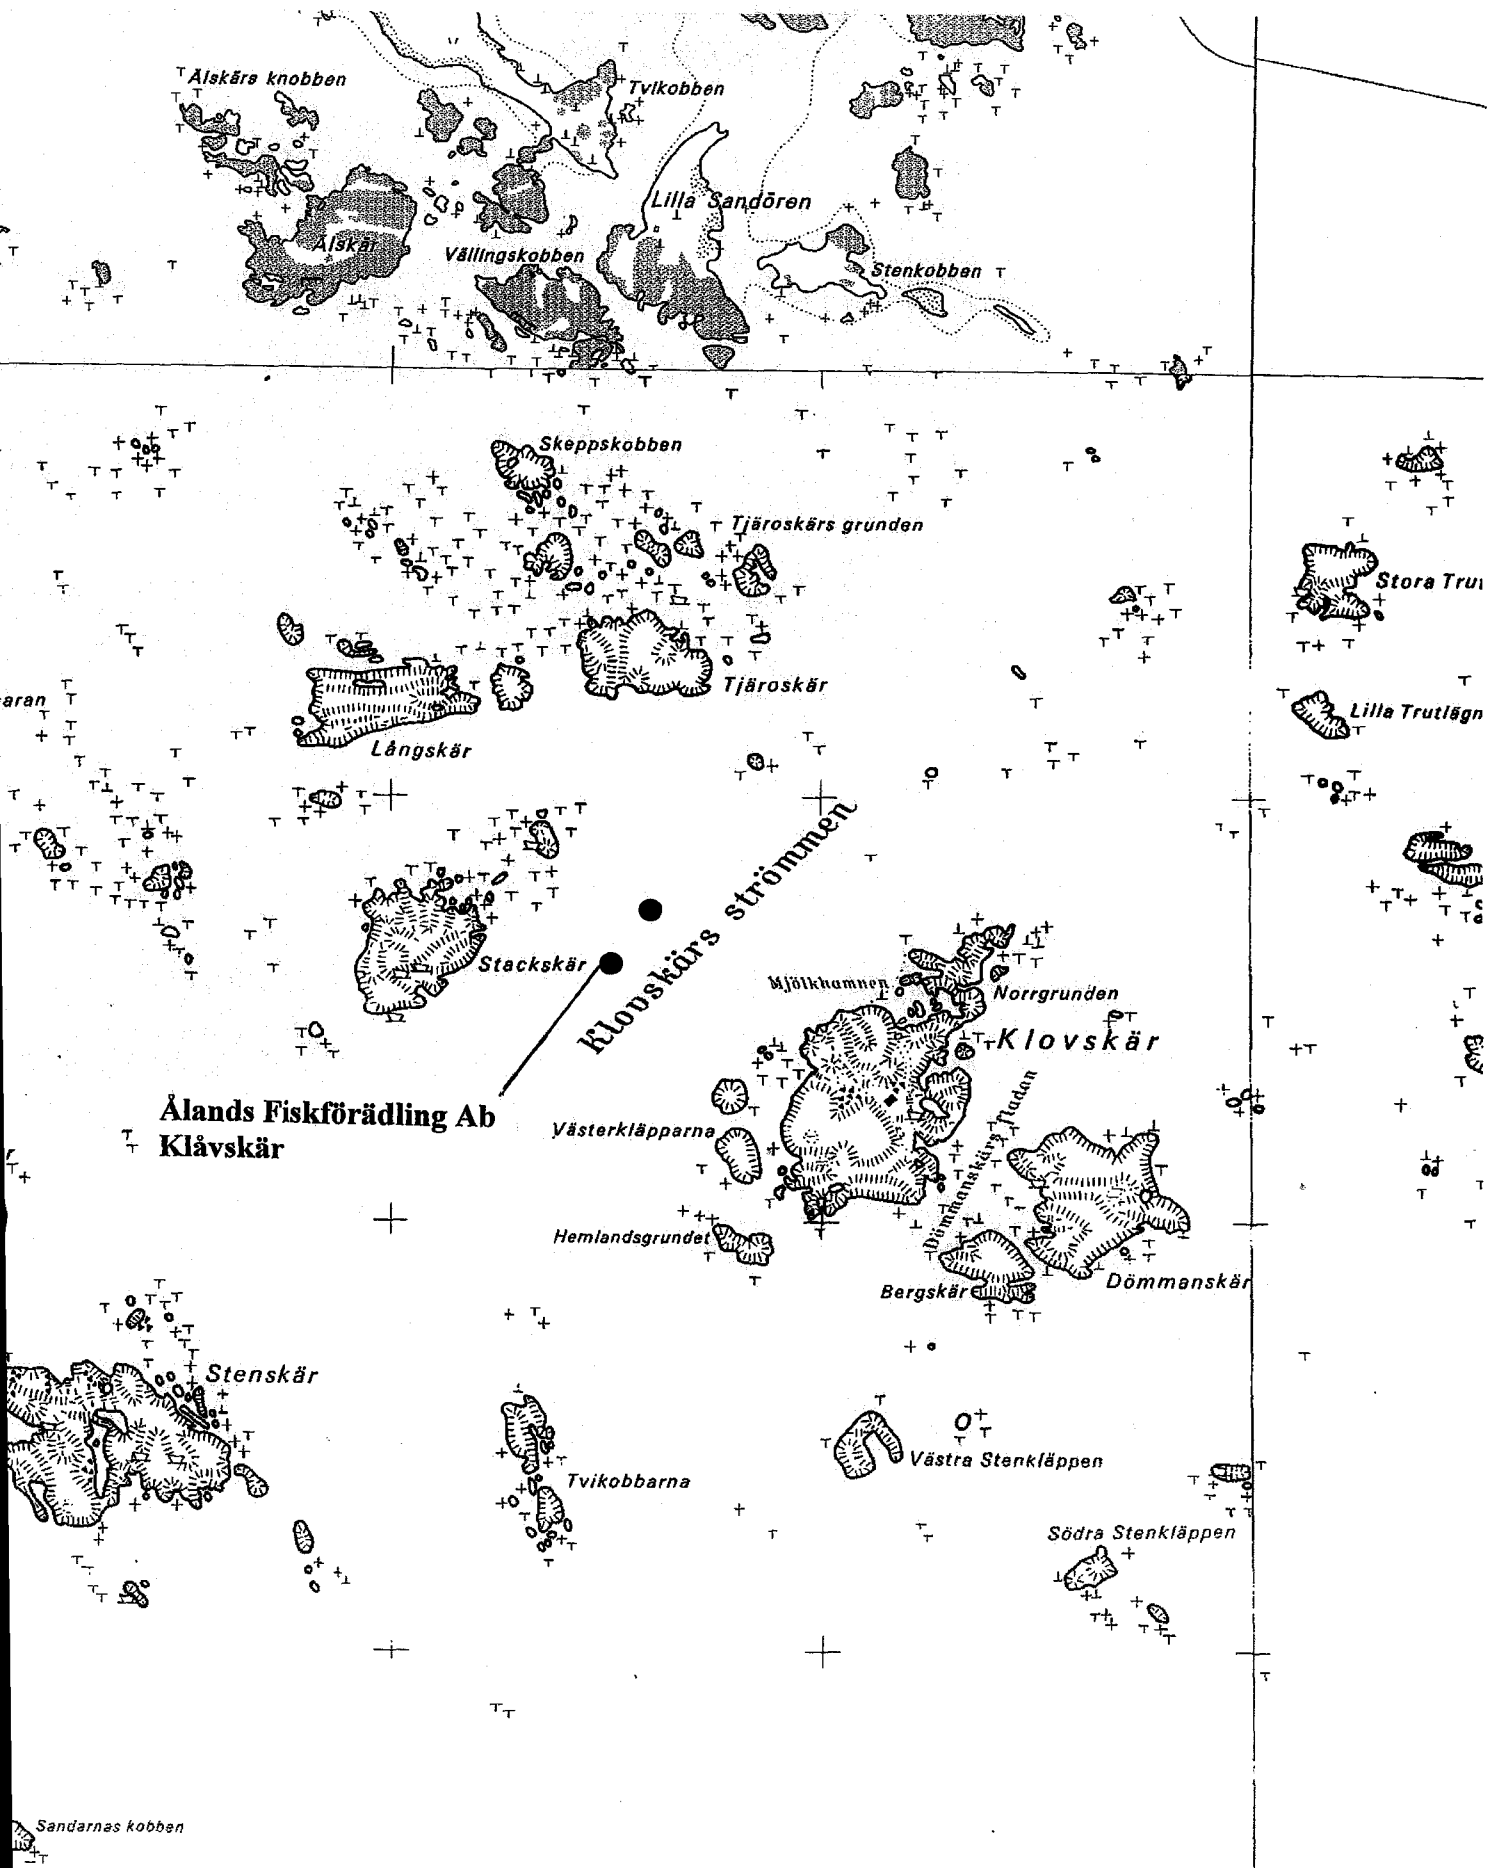 Älskärs knobben
Tvikobben
Lilla Sandören
Älskär
Vällingskobben
Stenkobben
Skeppskobben
Tjäroskärs grunden
Stora Tru
Tjäroskär
aran
Lilla Trutlägn
Långskär
Klovskärs strömmen
Stackskär
Mjölkhamnen
Norrgrunden
Klovskär
Ålands Fiskförädling Ab
Klåvskär
Västerkläpparna
Dömmanskärs fladan
Hemlandsgrundet
Bergskär
Dömmanskär
Stenskär
Västra Stenkläppen
Tvikobbarna
Södra Stenkläppen
Sandarnas kobben